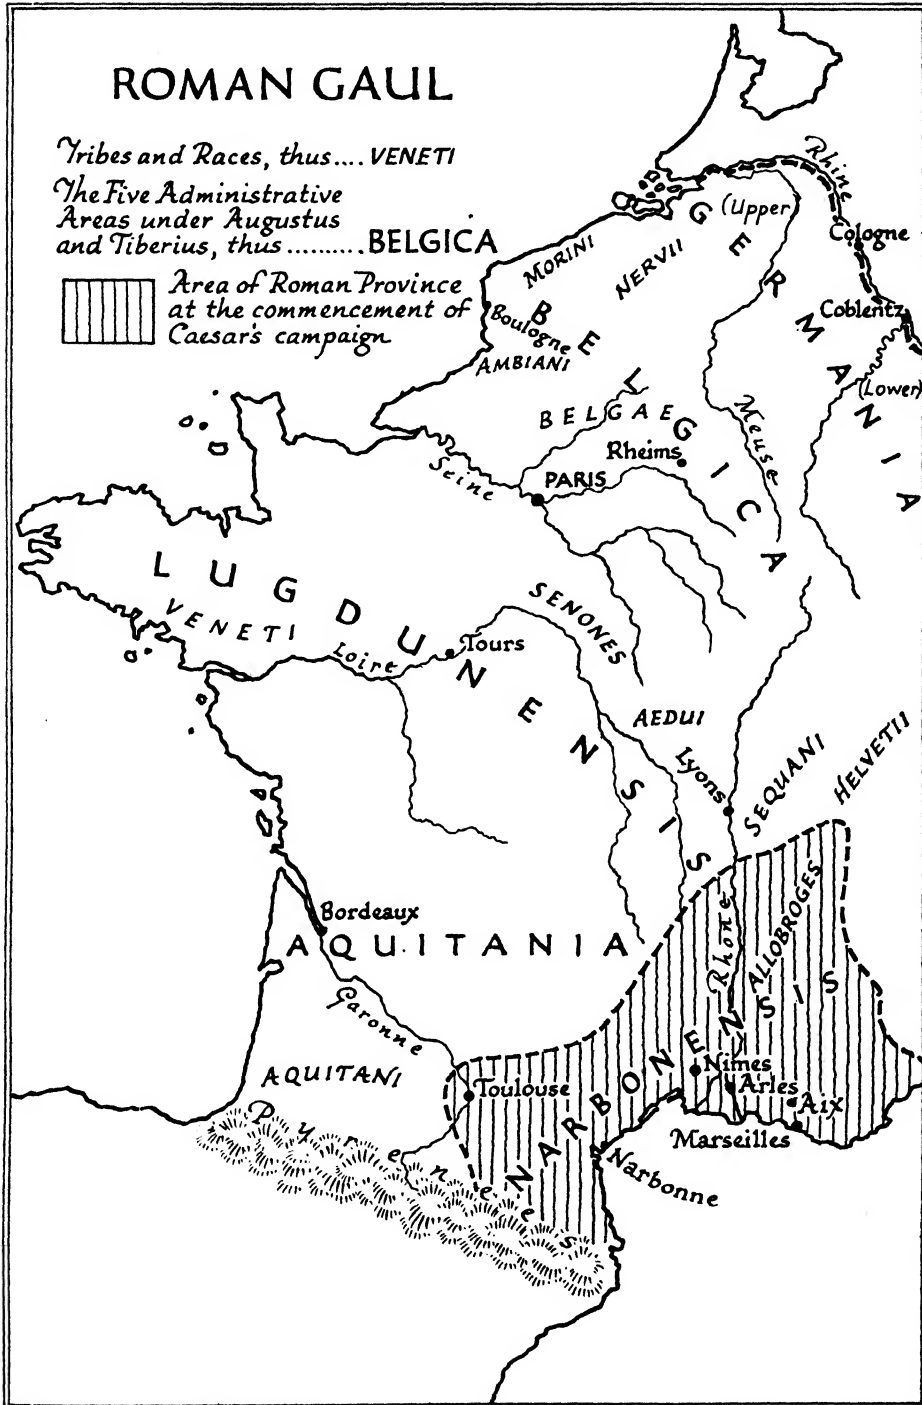 ROMAN GAUL
Tribes and Races, thus.... VENETI
The Five Administrative
Areas under Augustus
and Tiberius, thus .........BELGICA
Area of Roman Province
at the commencement of
Caesar's campaign
Rhine
(Upper)
GERMANIA
Cologne
MORINI
NERVII
Coblentz
Boulogne
BELGICA
AMBIANI
(Lower)
BELGAE
Meuse
Rheims
Seine
PARIS
LUGDUNENSIS
VENETI
SENONES
Loire
Tours
AEDUI
Lyons
SEQUANI
HELVETII
Bordeaux
AQUITANIA
Rhone
ALLOBROGES
Garonne
NARBONENSSIS
AQUITANI
Toulouse
Nimes
Arles
Aix
Pyrenees
Marseilles
Narbonne